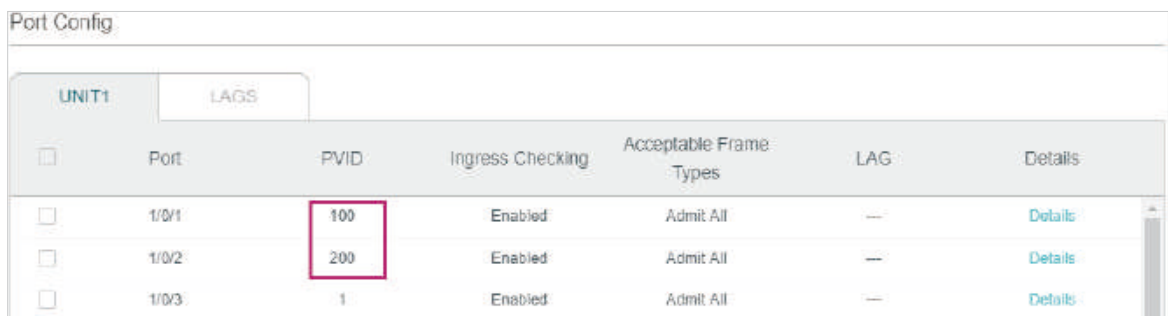 Port Config
UNIT1 LAGS
Port PVID Ingress Checking Acceptable Frame Types LAG Details
1/0/1 100 Enabled Admit All --- Details
1/0/2 200 Enabled Admit All --- Details
1/0/3 1 Enabled Admit All --- Details